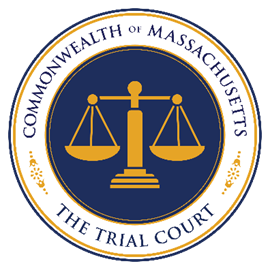 COMMONWEALTH OF MASSACHUSETTS
THE TRIAL COURT